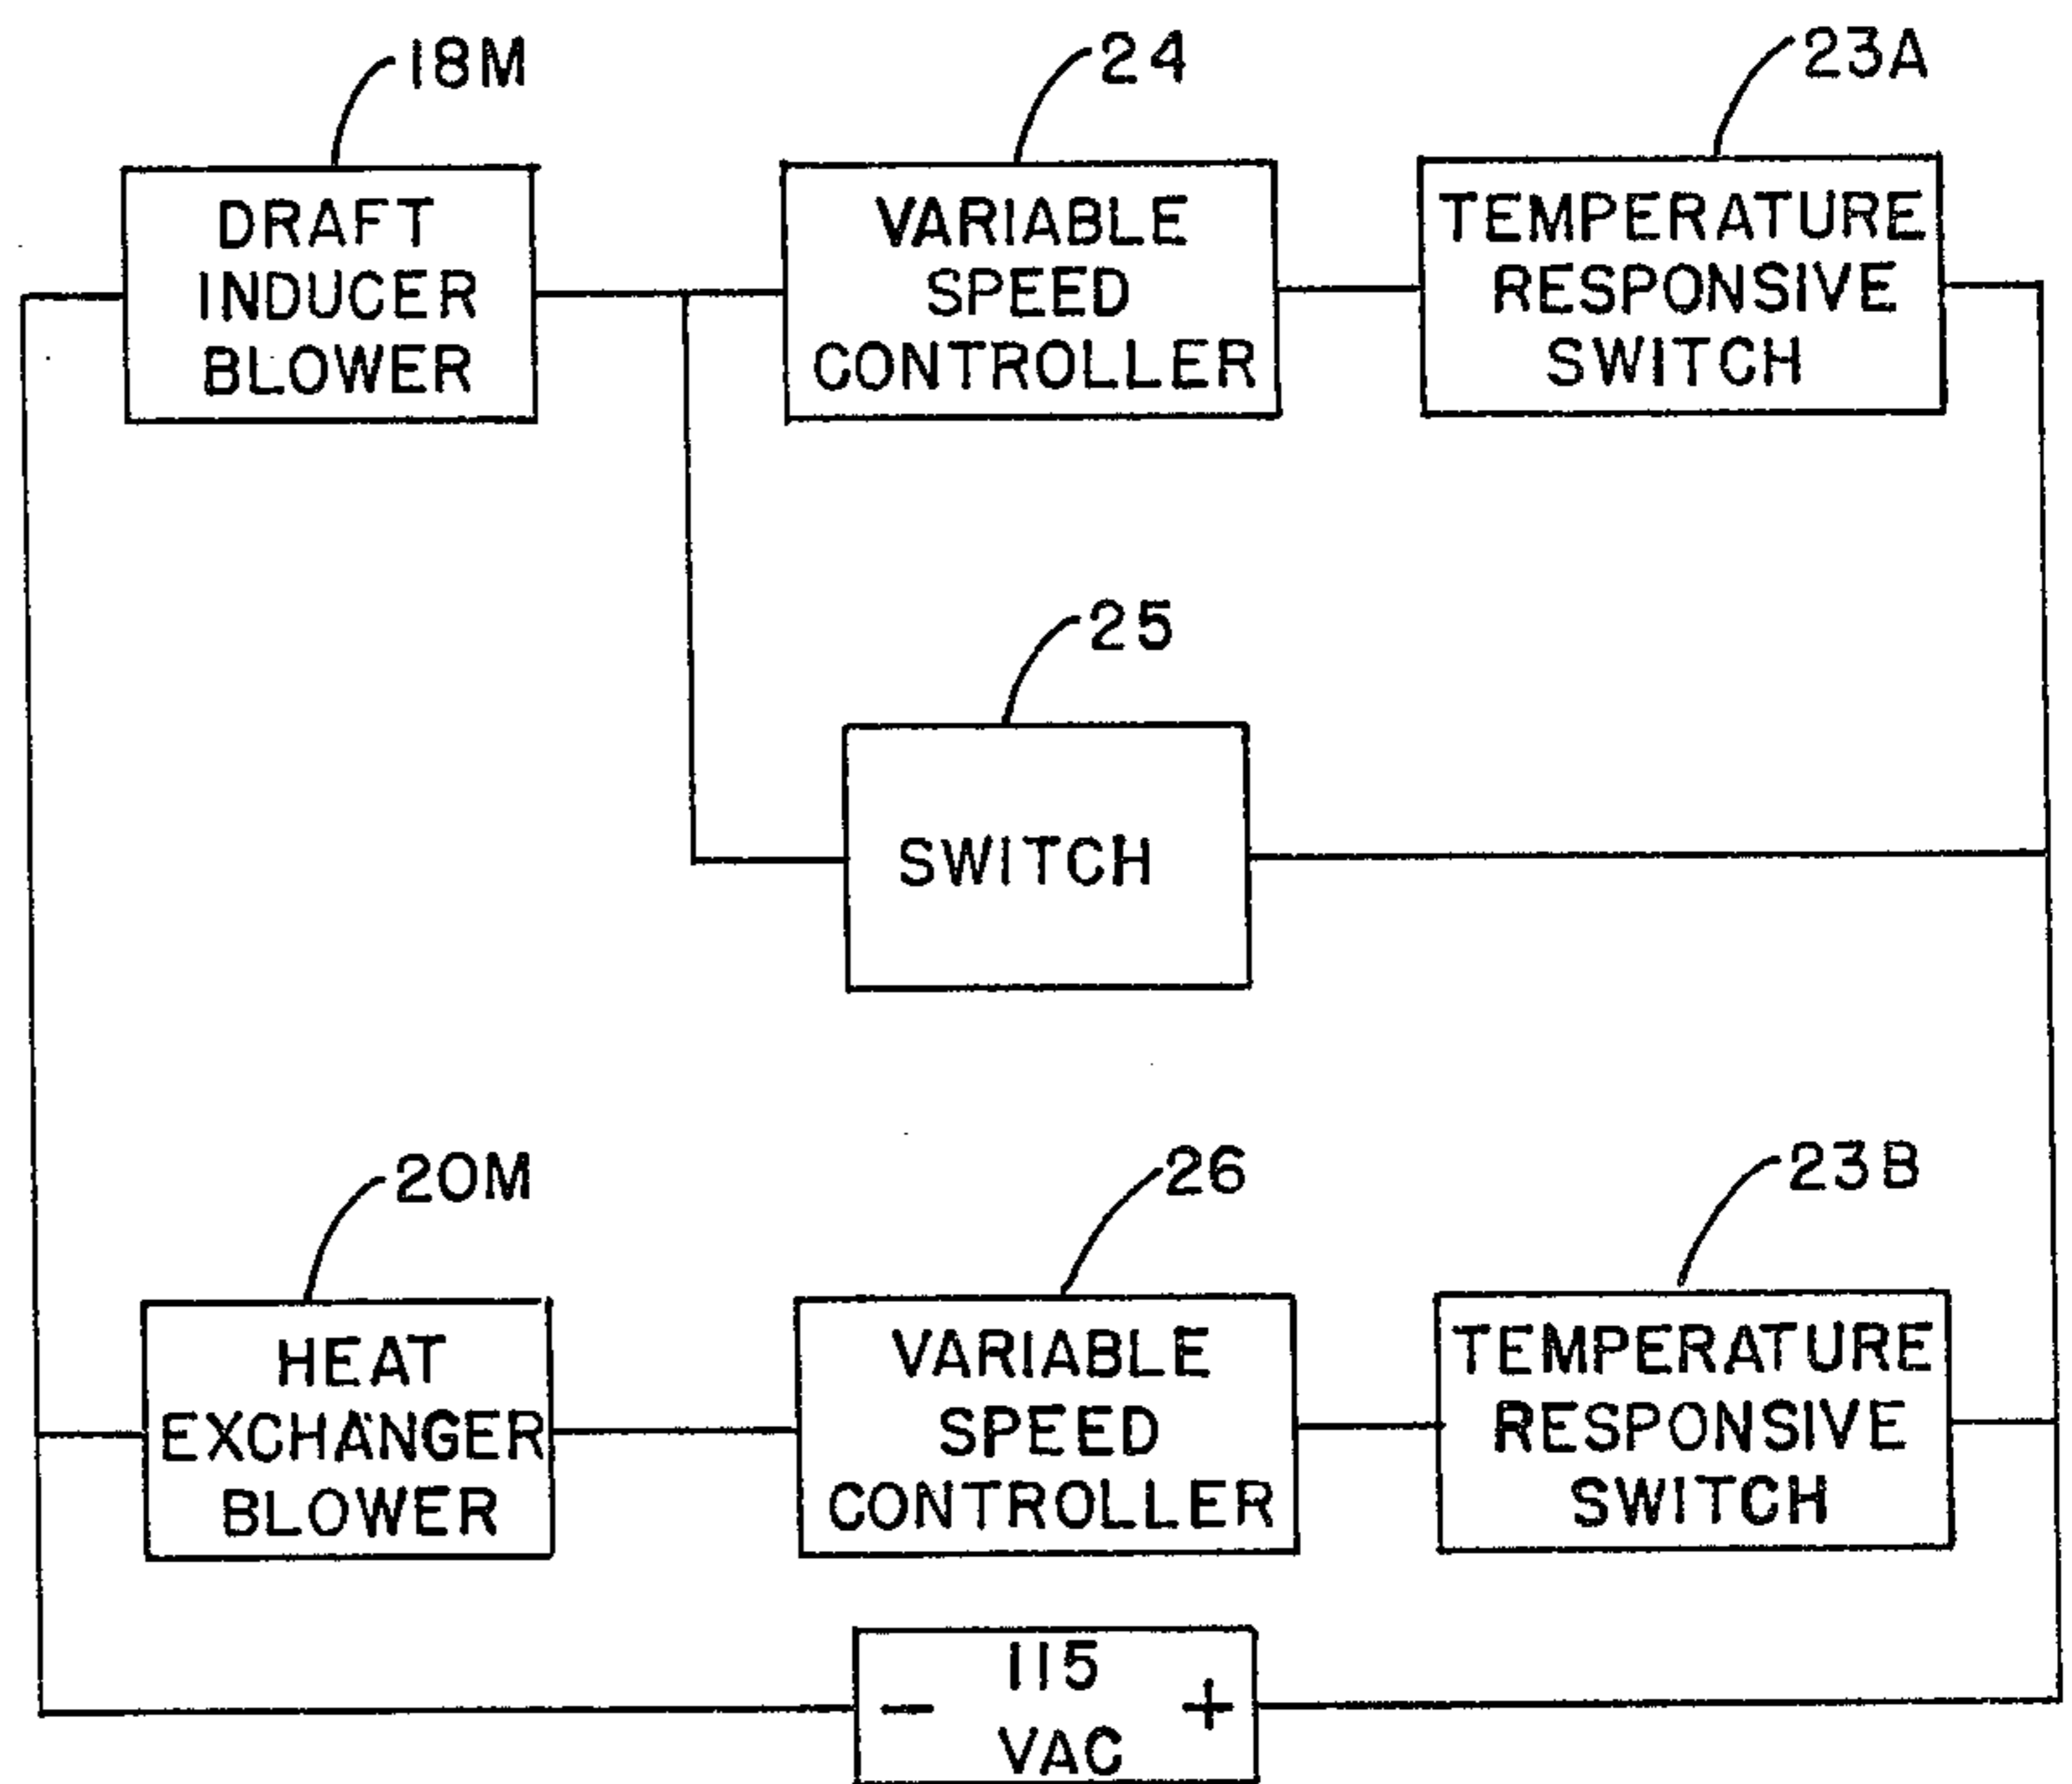 18M
24
23A
DRAFT
INDUCER
BLOWER
VARIABLE
SPEED
CONTROLLER
TEMPERATURE
RESPONSIVE
SWITCH
25
SWITCH
20M
26
23B
HEAT
EXCHANGER
BLOWER
VARIABLE
SPEED
CONTROLLER
TEMPERATURE
RESPONSIVE
SWITCH
115
- +
VAC